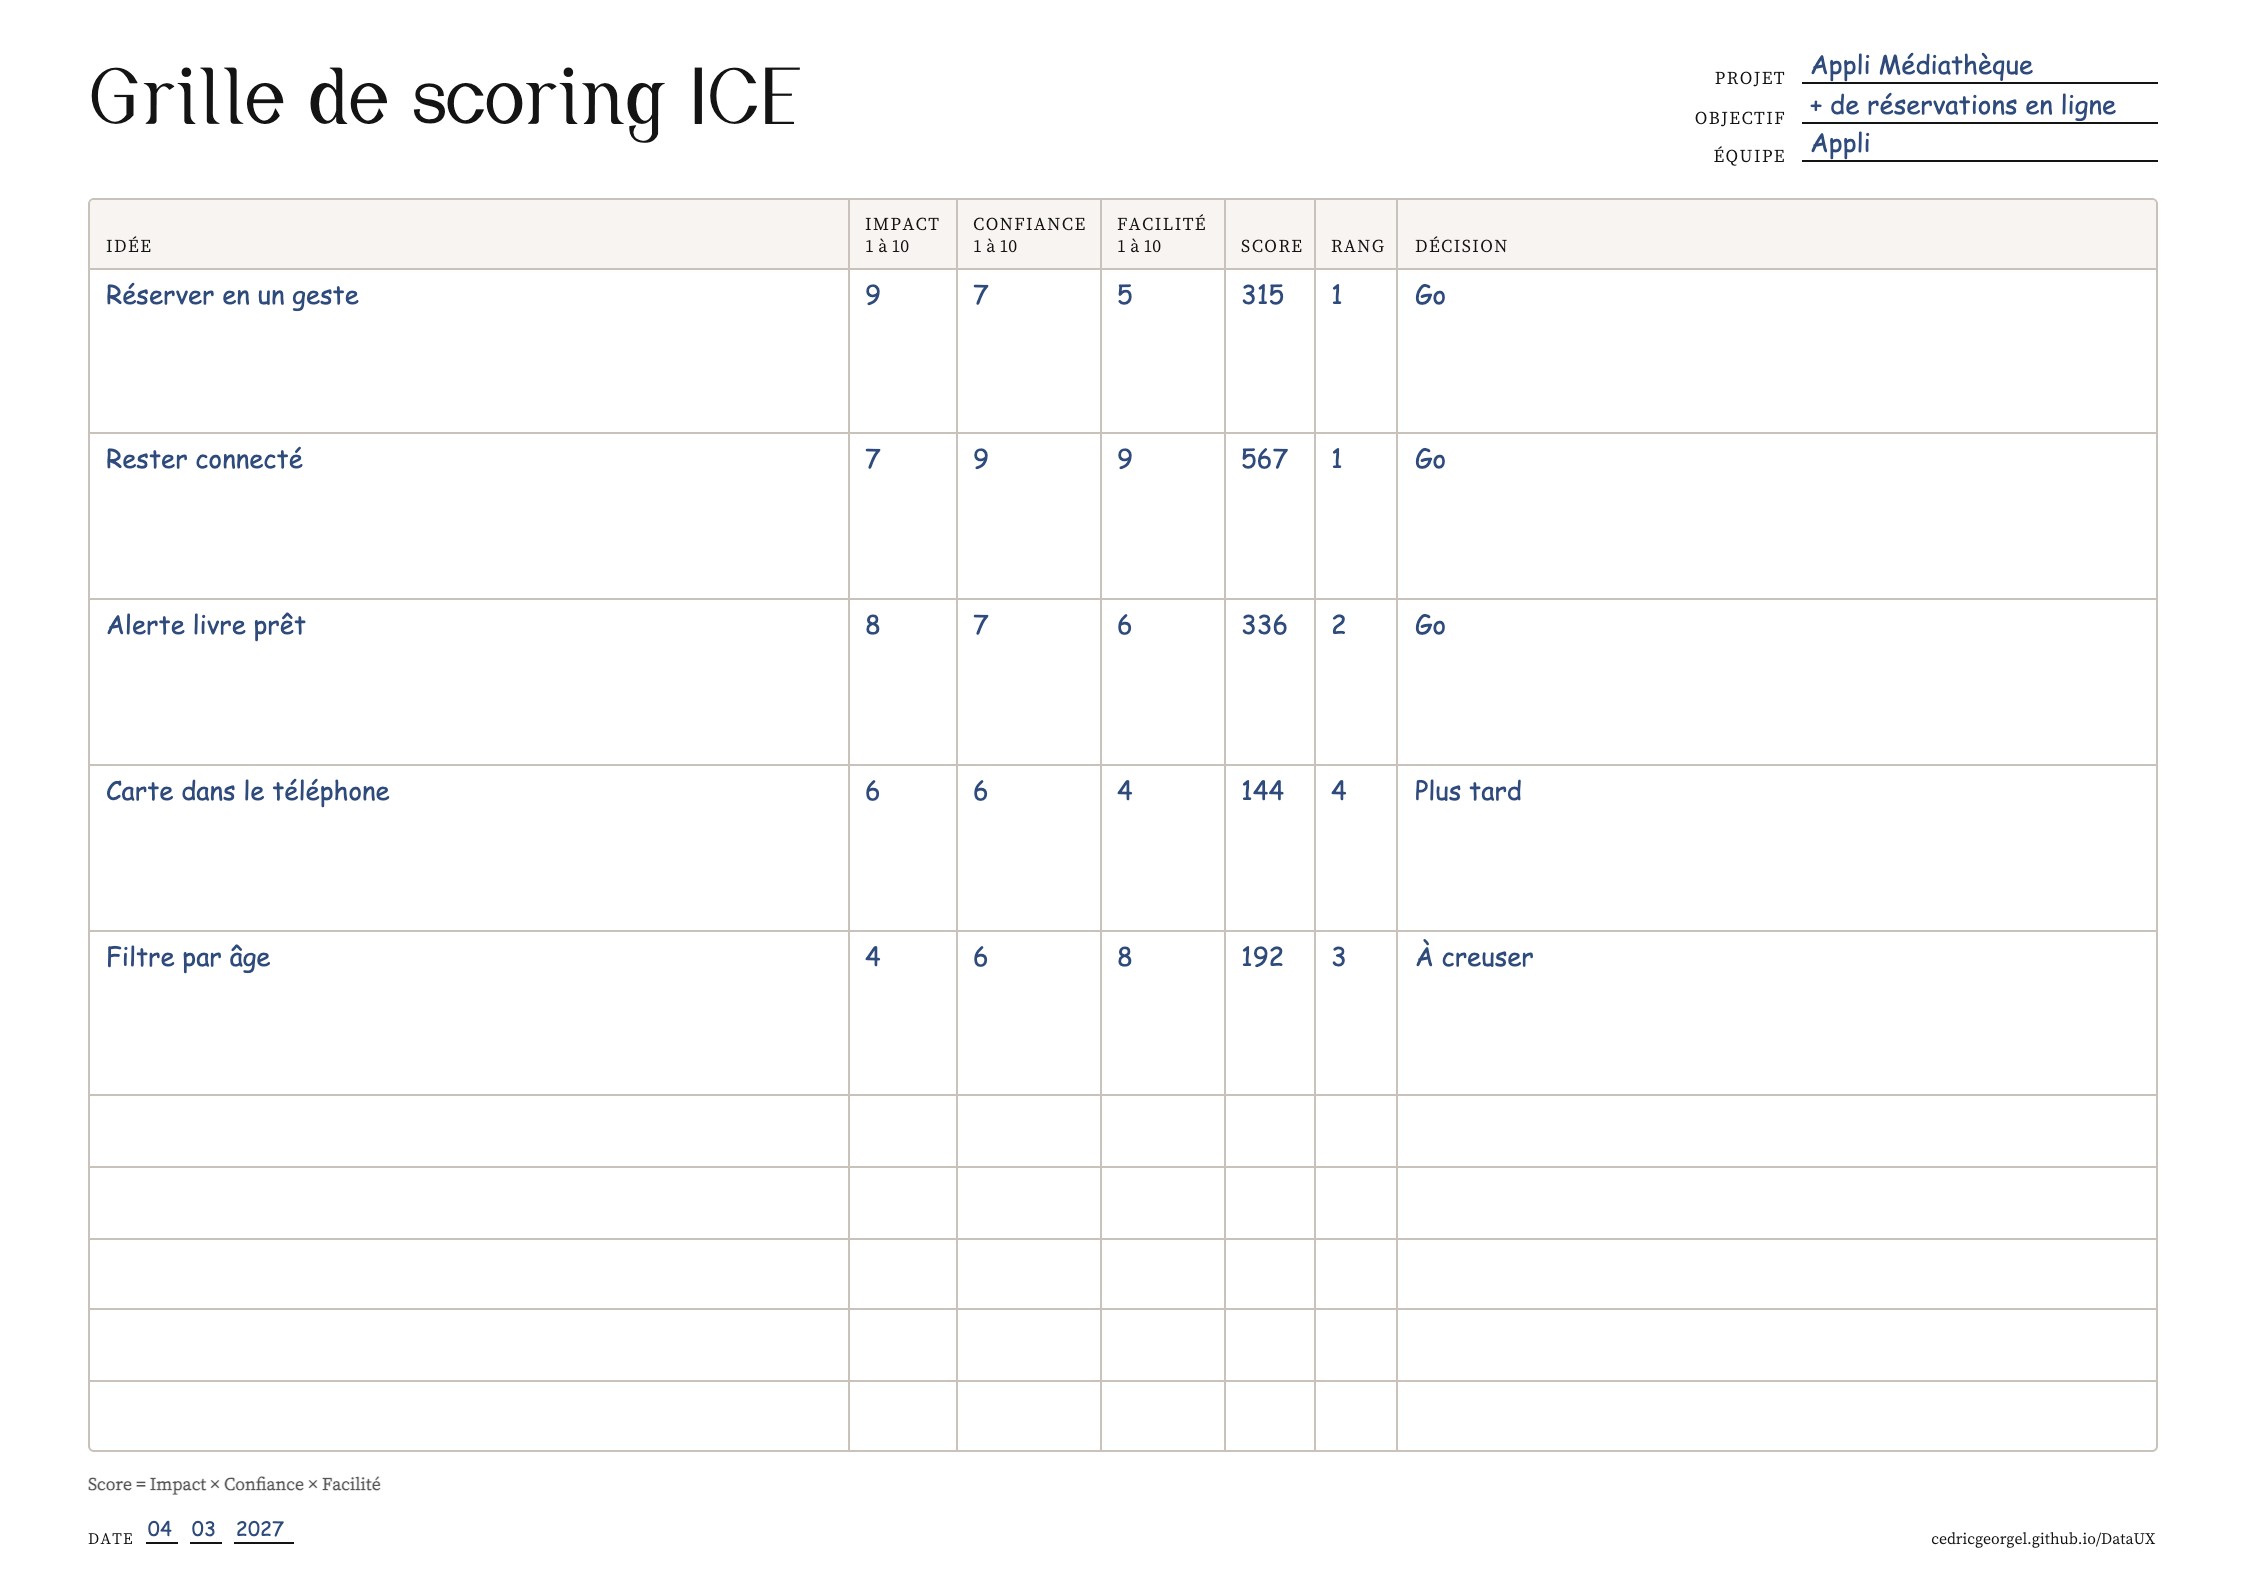 Grille de scoring ICE
PROJET Appli Médiathèque
OBJECTIF + de réservations en ligne
ÉQUIPE Appli
IDÉE IMPACT 1 à 10 CONFIANCE 1 à 10 FACILITÉ 1 à 10 SCORE RANG DÉCISION
Réserver en un geste 9 7 5 315 1 Go
Rester connecté 7 9 9 567 1 Go
Alerte livre prêt 8 7 6 336 2 Go
Carte dans le téléphone 6 6 4 144 4 Plus tard
Filtre par âge 4 6 8 192 3 À creuser
Score = Impact × Confiance × Facilité
DATE 04 03 2027
cedricgeorgel.github.io/DataUX